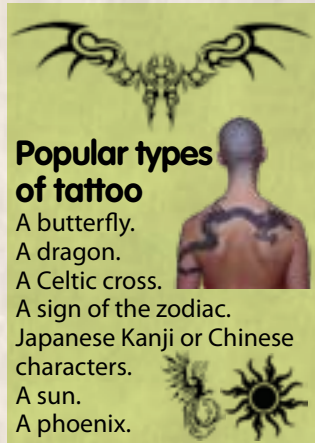 Popular types
of tattoo
A butterfly.
A dragon.
A Celtic cross.
A sign of the zodiac.
Japanese Kanji or Chinese
characters.
A sun.
A phoenix.